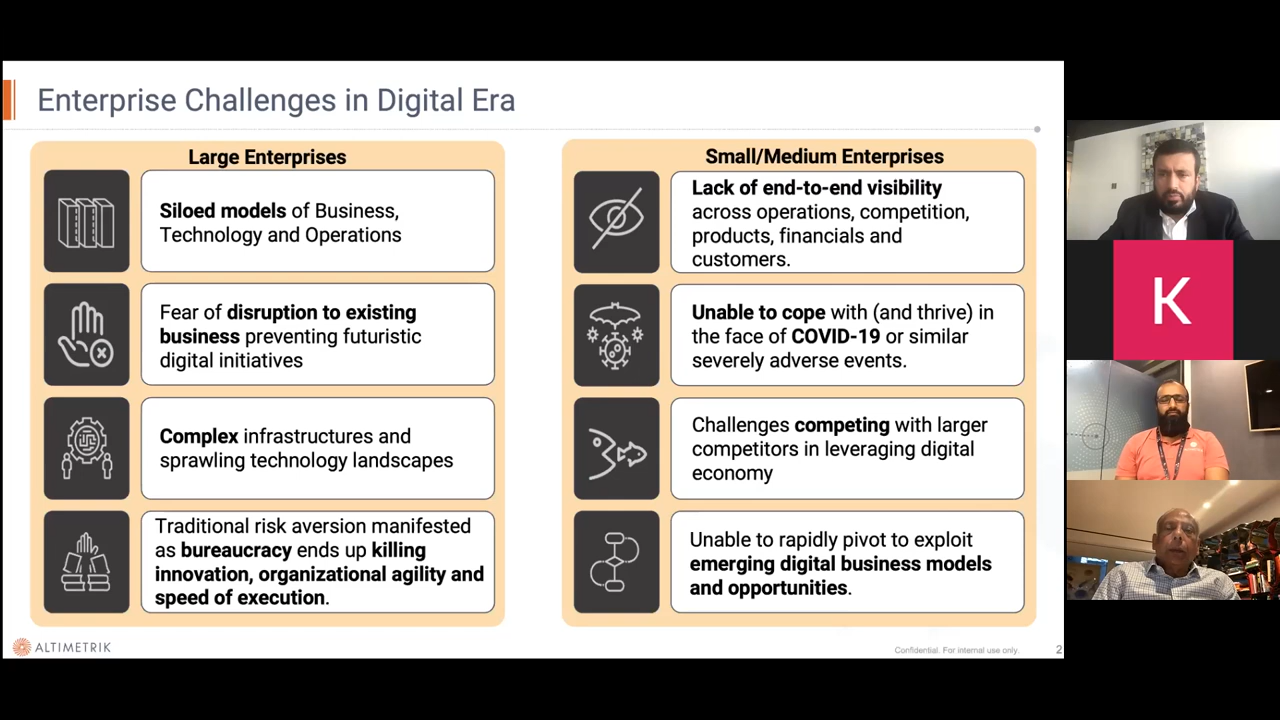 Enterprise Challenges in Digital Era
Large Enterprises
Siloed models of Business,
Technology and Operations
Fear of disruption to existing
business preventing futuristic
digital initiatives
Complex infrastructures and
sprawling technology landscapes
Traditional risk aversion manifested
as bureaucracy ends up killing
innovation, organizational agility and
speed of execution.
Small/Medium Enterprises
Lack of end-to-end visibility
across operations, competition,
products, financials and
customers.
Unable to cope with (and thrive) in
the face of COVID-19 or similar
severely adverse events.
Challenges competing with larger
competitors in leveraging digital
economy
Unable to rapidly pivot to exploit
emerging digital business models
and opportunities.
ALTIMETRIK
Confidential. For internal use only.
2
K